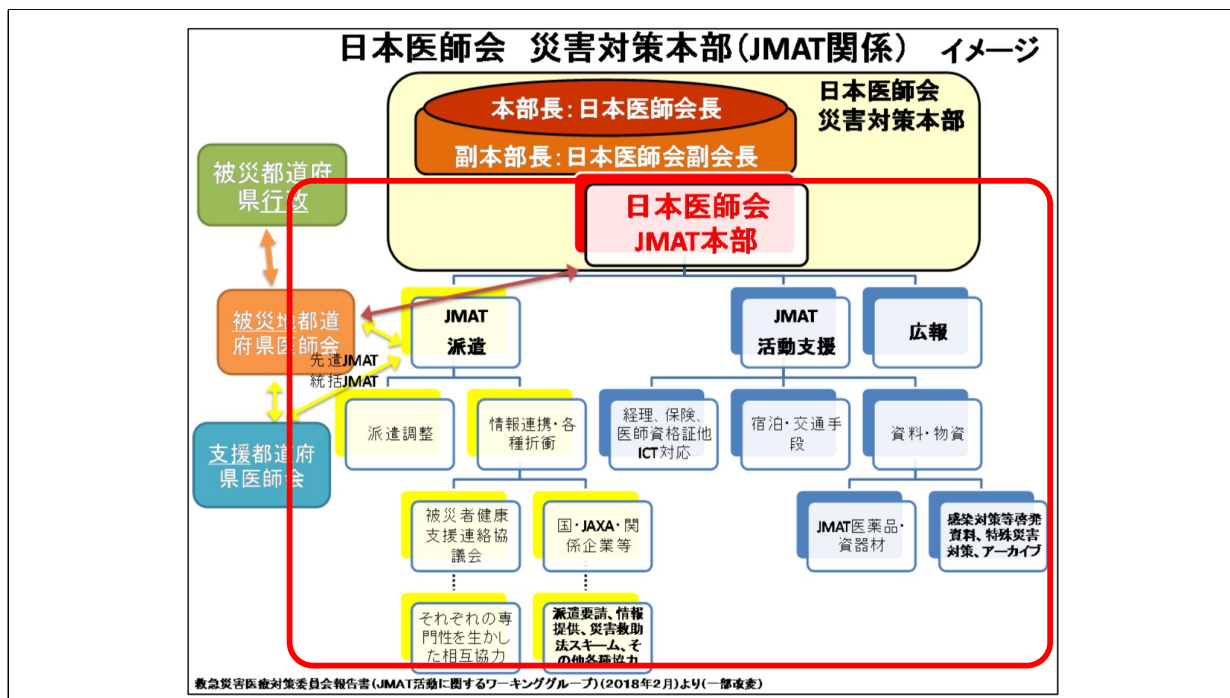 日本医師会 災害対策本部(JMAT関係) イメージ
日本医師会
災害対策本部
本部長:日本医師会長
副本部長:日本医師会副会長
日本医師会
JMAT本部
被災都道府
県行政
被災地都道
府県医師会
先遣JMAT
統括JMAT
支援都道府
県医師会
JMAT
派遣
JMAT
活動支援
広報
派遣調整
情報連携・各
種折衝
経理、保険、
医師資格証他
ICT対応
宿泊・交通手
段
資料・物資
被災者健康
支援連絡協
議会
国・JAXA・関
係企業等
JMAT医薬品・
資器材
感染対策等啓発
資料、特殊災害
対策、アーカイブ
それぞれの専
門性を生かし
た相互協力
派遣要請、情報
提供、災害救助
法スキーム、そ
の他各種協力
救急災害医療対策委員会報告書(JMAT活動に関するワーキンググループ)(2018年2月)より(一部改変)